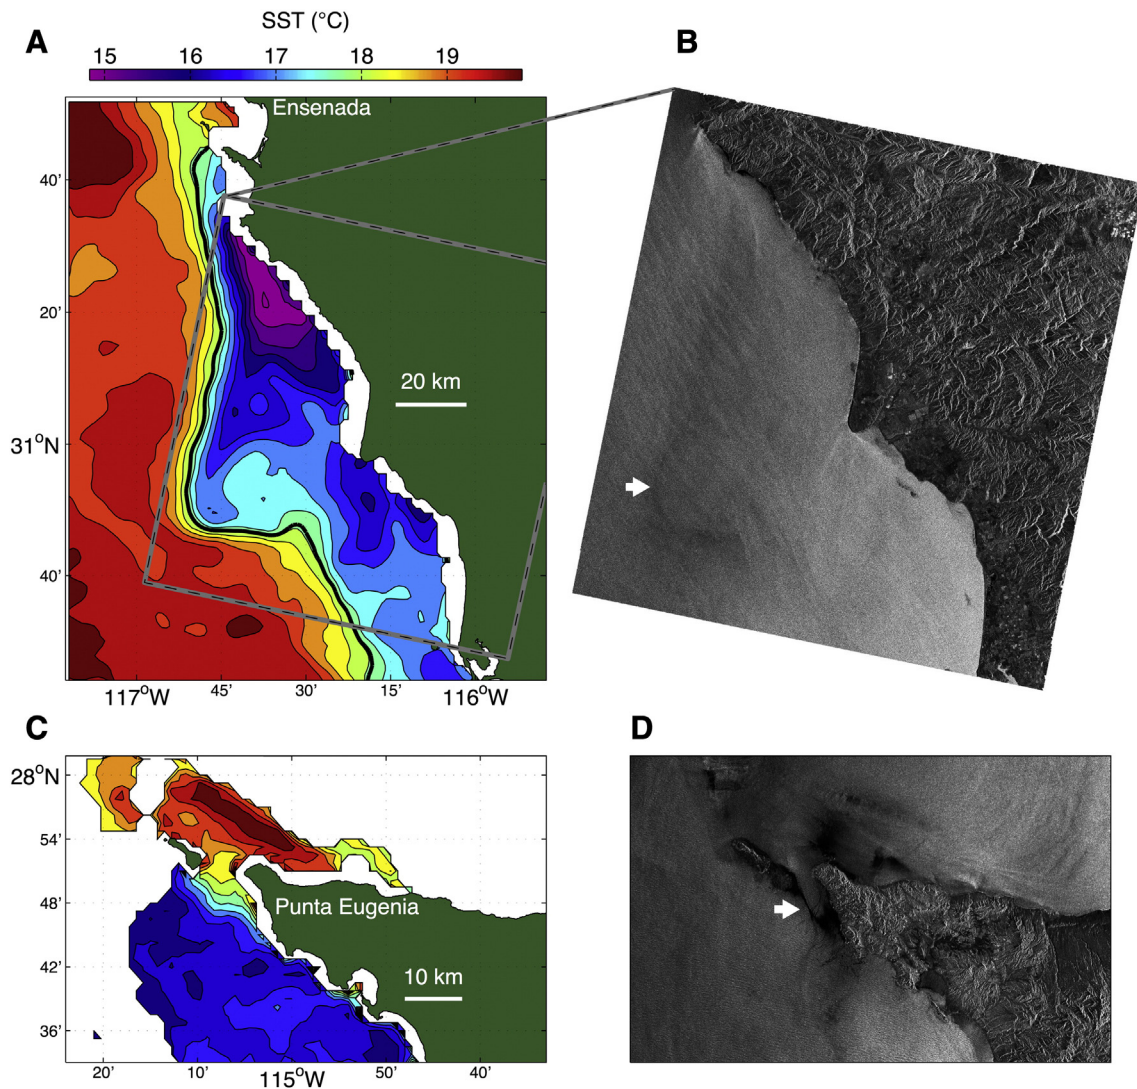 SST (°C)
A
B
15 16 17 18 19
Ensenada
40'
20'
20 km
31°N
40'
117°W 45' 30' 15' 116°W
C
D
28°N
54'
48'
Punta Eugenia
42'
10 km
36'
20' 10' 115°W 50' 40'